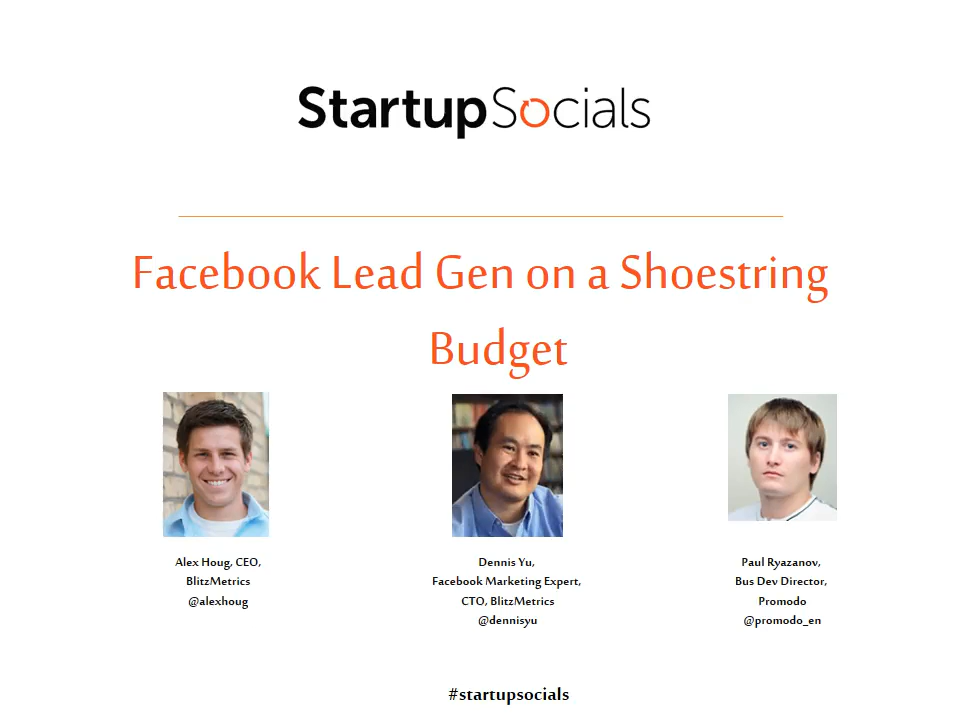 StartupSocials
Facebook Lead Gen on a Shoestring
Budget
Alex Houg, CEO,
BlitzMetrics
@alexhoug
Dennis Yu,
Facebook Marketing Expert,
CTO, BlitzMetrics
@dennisyu
Paul Ryazanov,
Bus Dev Director,
Promodo
@promodo_en
#startupsocials